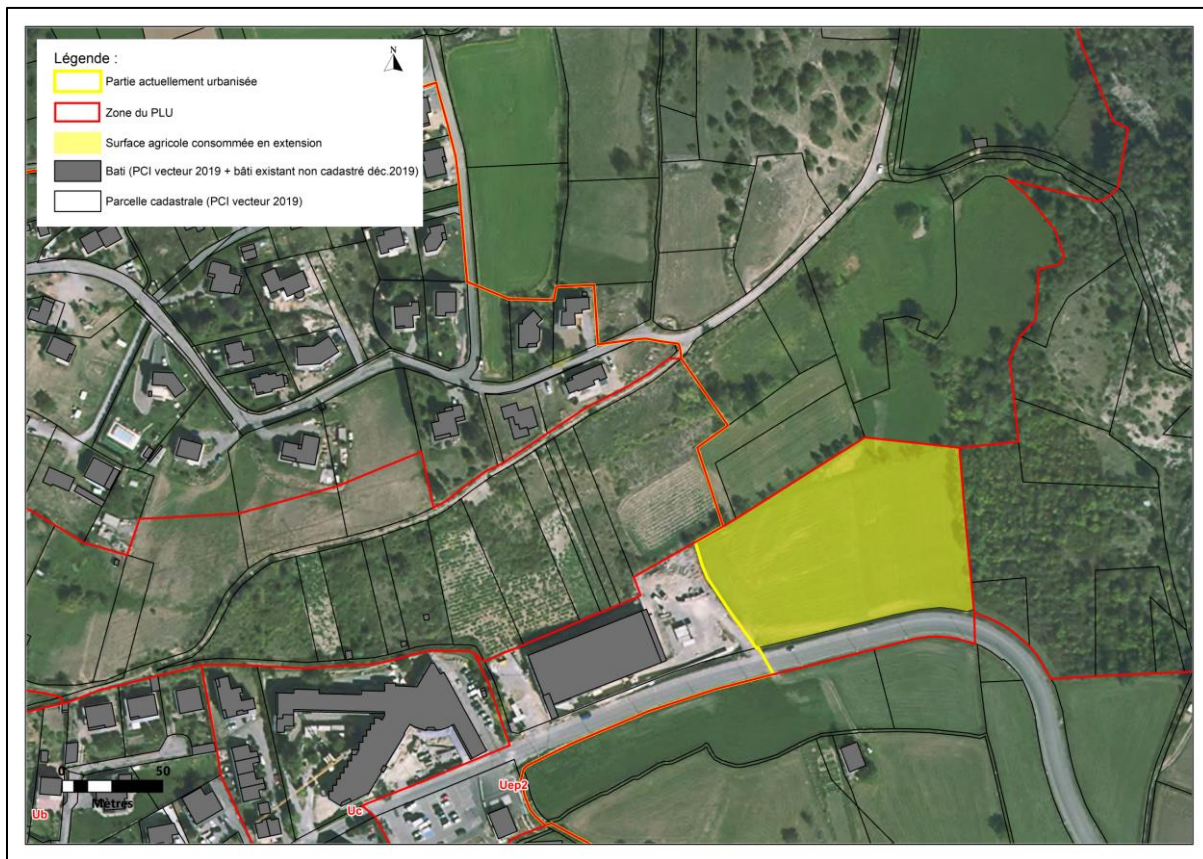 Légende :
N
Partie actuellement urbanisée
Zone du PLU
Surface agricole consommée en extension
Bati (PCI vecteur 2019 + bâti existant non cadastré déc.2019)
Parcelle cadastrale (PCI vecteur 2019)
0 50
Mètres
Ub
Uc
Uep2